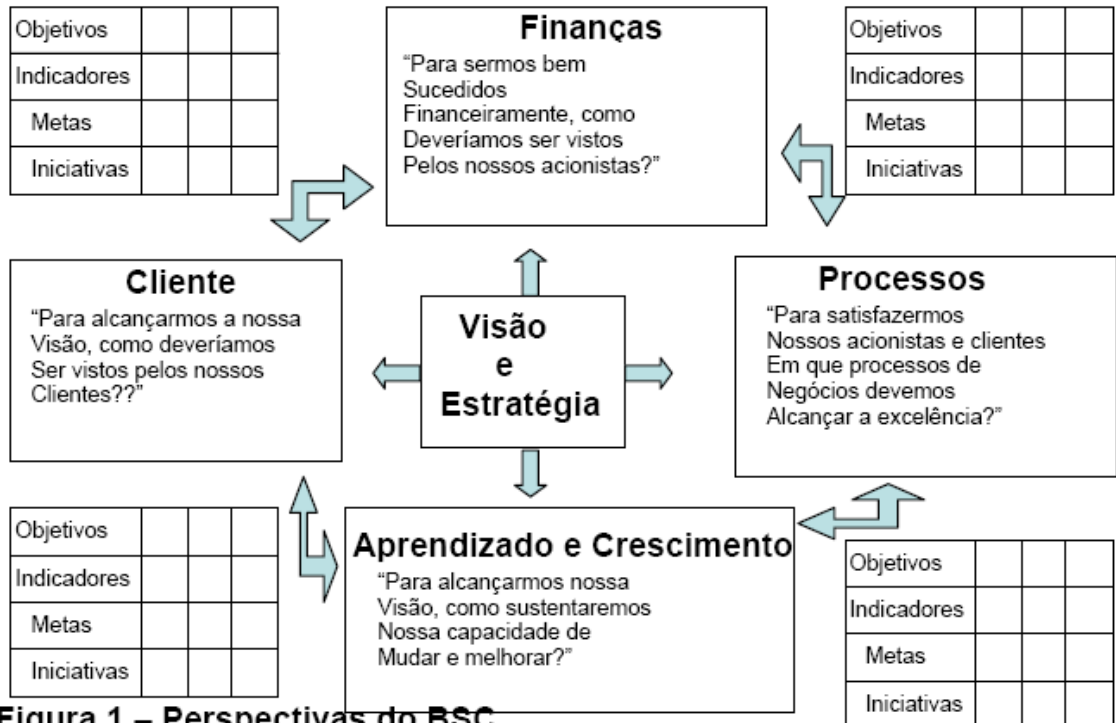 Objetivos
Indicadores
Metas
Iniciativas
Finanças
“Para sermos bem
Sucedidos
Financeiramente, como
Deveríamos ser vistos
Pelos nossos acionistas?”
Objetivos
Indicadores
Metas
Iniciativas
Cliente
“Para alcançarmos a nossa
Visão, como deveríamos
Ser vistos pelos nossos
Clientes??”
Visão
e
Estratégia
Processos
“Para satisfazermos
Nossos acionistas e clientes
Em que processos de
Negócios devemos
Alcançar a excelência?”
Objetivos
Indicadores
Metas
Iniciativas
Aprendizado e Crescimento
“Para alcançarmos nossa
Visão, como sustentaremos
Nossa capacidade de
Mudar e melhorar?”
Objetivos
Indicadores
Metas
Iniciativas
Figura 1 – Perspectivas do BSC